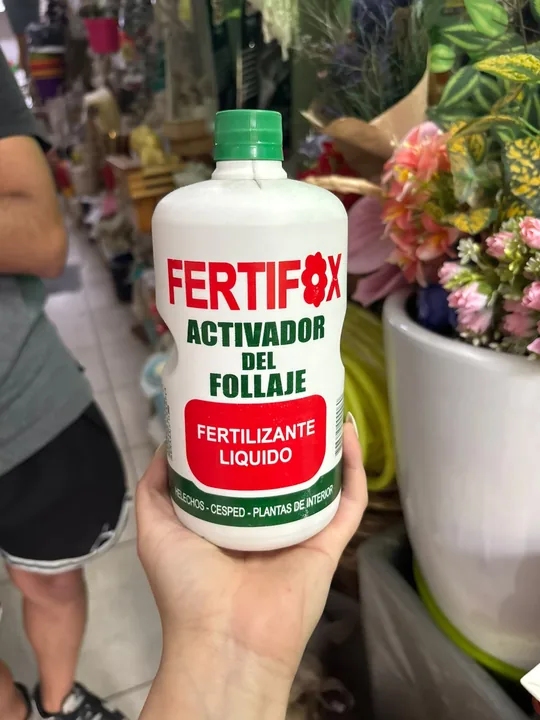 FERTIFOX
ACTIVADOR
DEL
FOLLAJE
FERTILIZANTE
LIQUIDO
HELECHOS - CESPED - PLANTAS DE INTERIOR